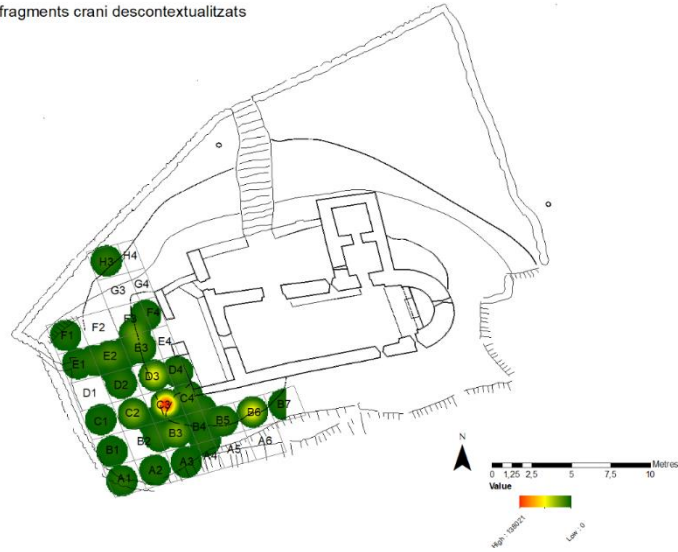 fragments crani descontextualitzats
H3 H4
G3 G4
F1 F2 F3 F4
E1 E2 E3 E4
D1 D2 D3 D4
C1 C2 C3 C4
B1 B2 B3 B4 B5 B6 B7
A1 A2 A3 A4 A5 A6
N
0 1,25 2,5 5 7,5 10 Metres
Value
Low : 0